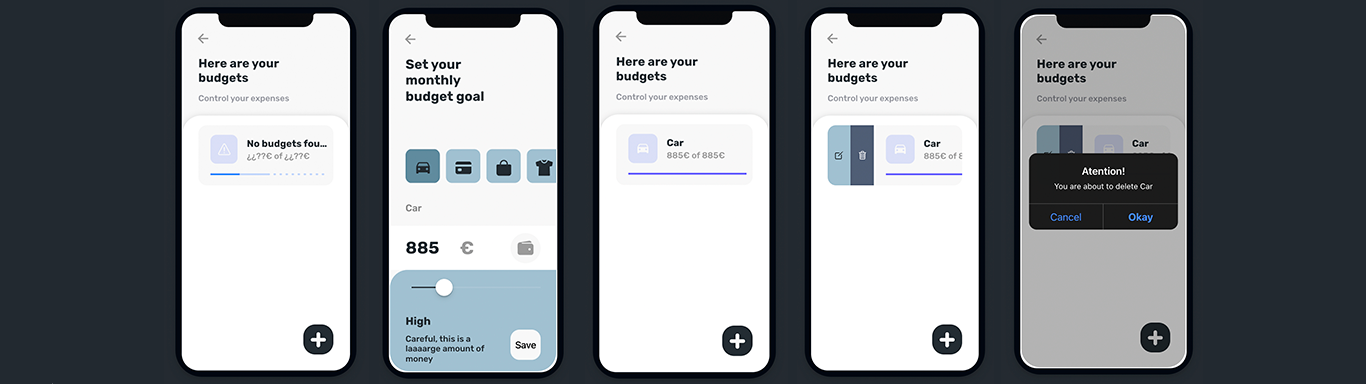 Here are your
budgets
Control your expenses
No budgets fou...
¿¿??€ of ¿¿??€
Set your
monthly
budget goal
Car
885 €
High
Careful, this is a
laaaarge amount of
money
Save
Here are your
budgets
Control your expenses
Car
885€ of 885€
Here are your
budgets
Control your expenses
Car
885€ of 8
Here are your
budgets
Control your expenses
Car
885€ of 8
Atention!
You are about to delete Car
Cancel
Okay